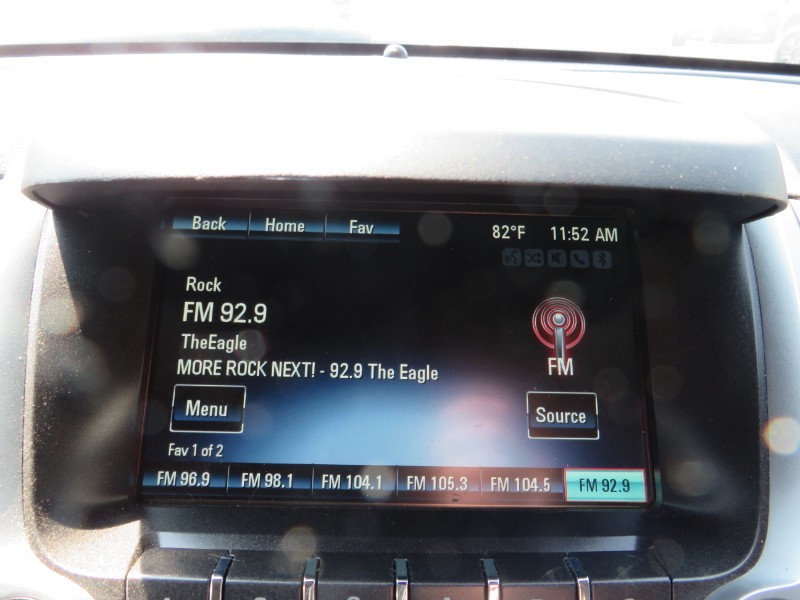 Back Home Fav 82°F 11:52 AM
Rock
FM 92.9
TheEagle
MORE ROCK NEXT! - 92.9 The Eagle
FM
Menu Source
Fav 1 of 2
FM 96.9 FM 98.1 FM 104.1 FM 105.3 FM 104.5 FM 92.9